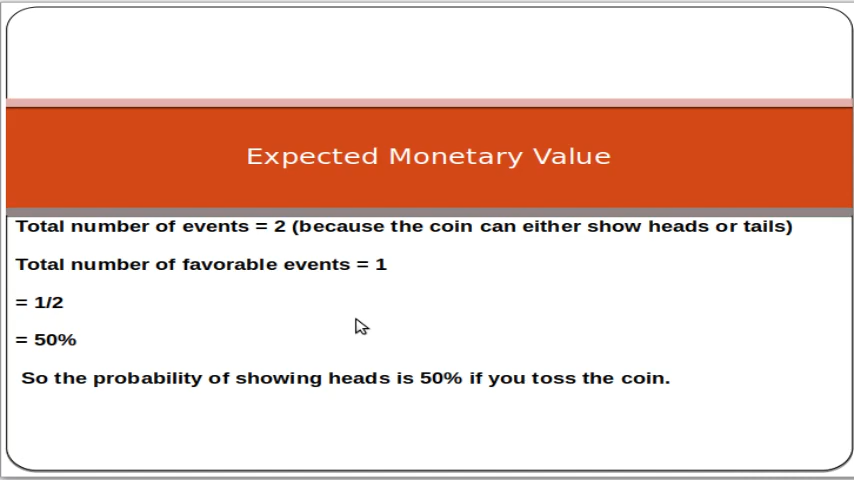 Expected Monetary Value
Total number of events = 2 (because the coin can either show heads or tails)
Total number of favorable events = 1
= 1/2
= 50%
So the probability of showing heads is 50% if you toss the coin.